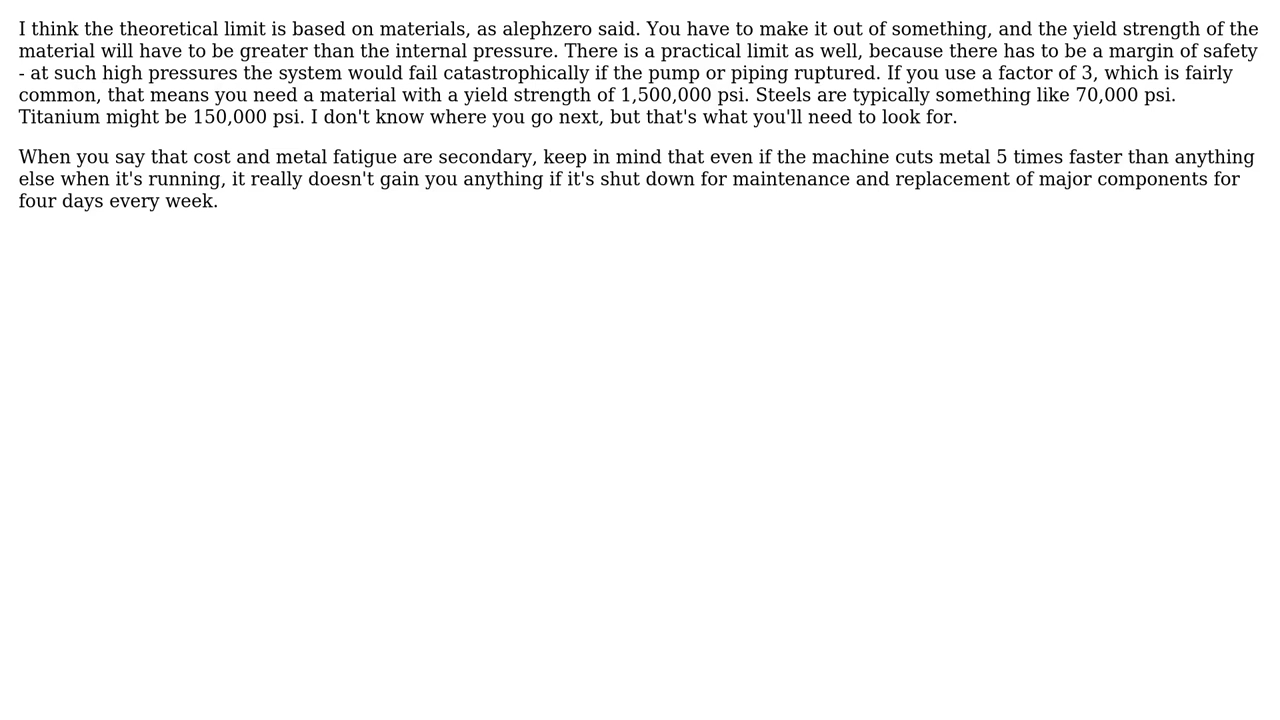 I think the theoretical limit is based on materials, as alephzero said. You have to make it out of something, and the yield strength of the
material will have to be greater than the internal pressure. There is a practical limit as well, because there has to be a margin of safety
- at such high pressures the system would fail catastrophically if the pump or piping ruptured. If you use a factor of 3, which is fairly
common, that means you need a material with a yield strength of 1,500,000 psi. Steels are typically something like 70,000 psi.
Titanium might be 150,000 psi. I don't know where you go next, but that's what you'll need to look for.
When you say that cost and metal fatigue are secondary, keep in mind that even if the machine cuts metal 5 times faster than anything
else when it's running, it really doesn't gain you anything if it's shut down for maintenance and replacement of major components for
four days every week.